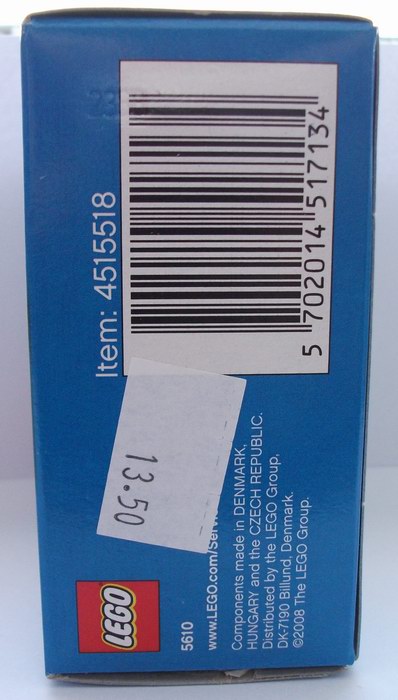 Item: 4515518
5 702014 517134
13.50
LEGO
5610
www.LEGO.com/Serv
Components made in DENMARK,
HUNGARY and the CZECH REPUBLIC.
Distributed by the LEGO Group,
DK-7190 Billund, Denmark.
©2008 The LEGO Group.